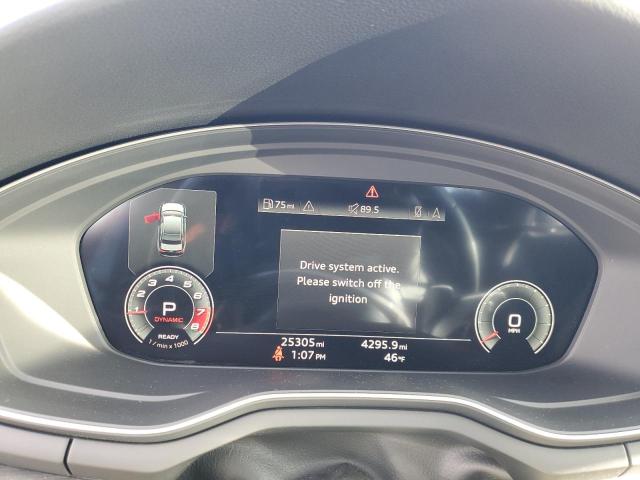 75mi 89.5
Drive system active.
Please switch off the
ignition
1 2 3 4 5 6 7 8
P
DYNAMIC
READY
1/min x 1000
0
MPH
25305mi 4295.9mi
1:07PM 46°F